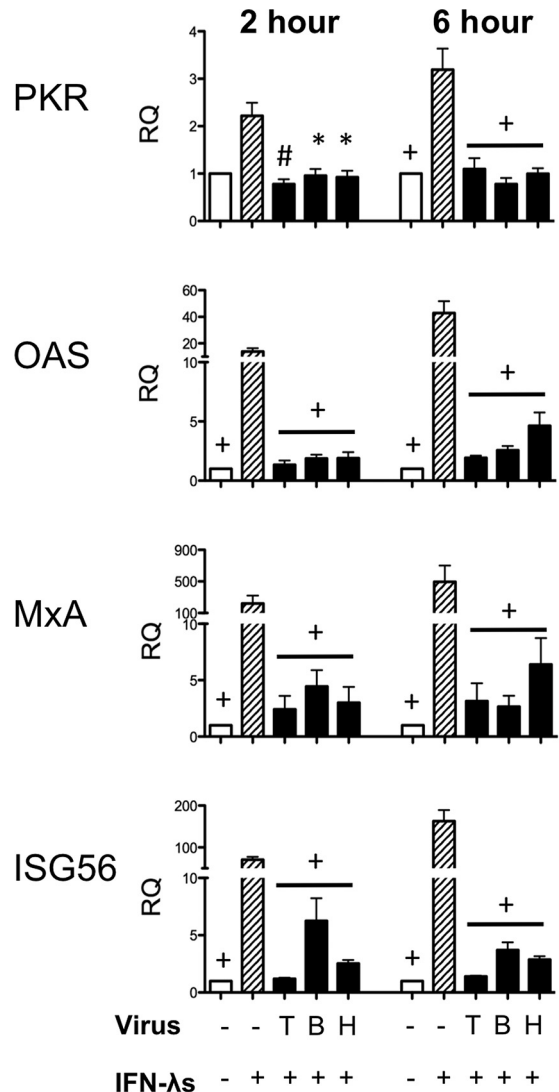 2 hour 6 hour
PKR
RQ
4
3
2
1
0
# * * + +
OAS
RQ
60
40
20
10
5
0
+ + + +
MxA
RQ
900
500
100
10
5
0
+ + + +
ISG56
RQ
200
100
10
5
0
+ + + +
Virus - - T B H - - T B H
IFN-λs - + + + + - + + + +